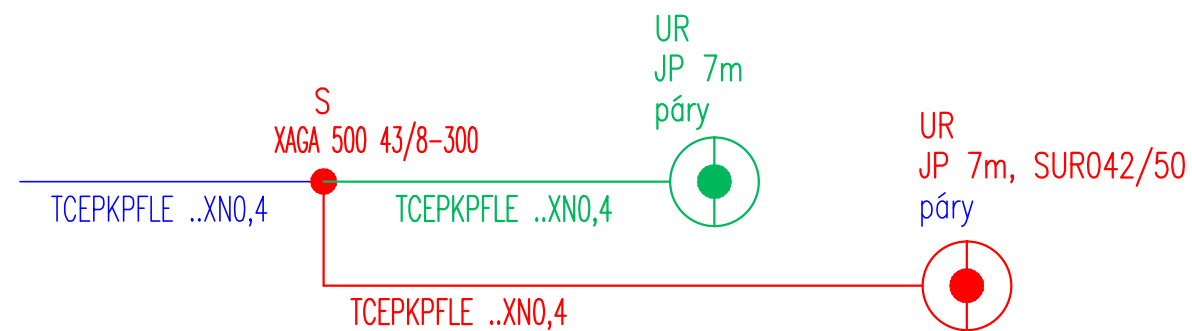 UR
JP 7m
páry
S
XAGA 500 43/8-300
UR
JP 7m, SURO42/50
páry
TCEPKPFLE ..XN0,4
TCEPKPFLE ..XN0,4
TCEPKPFLE ..XN0,4